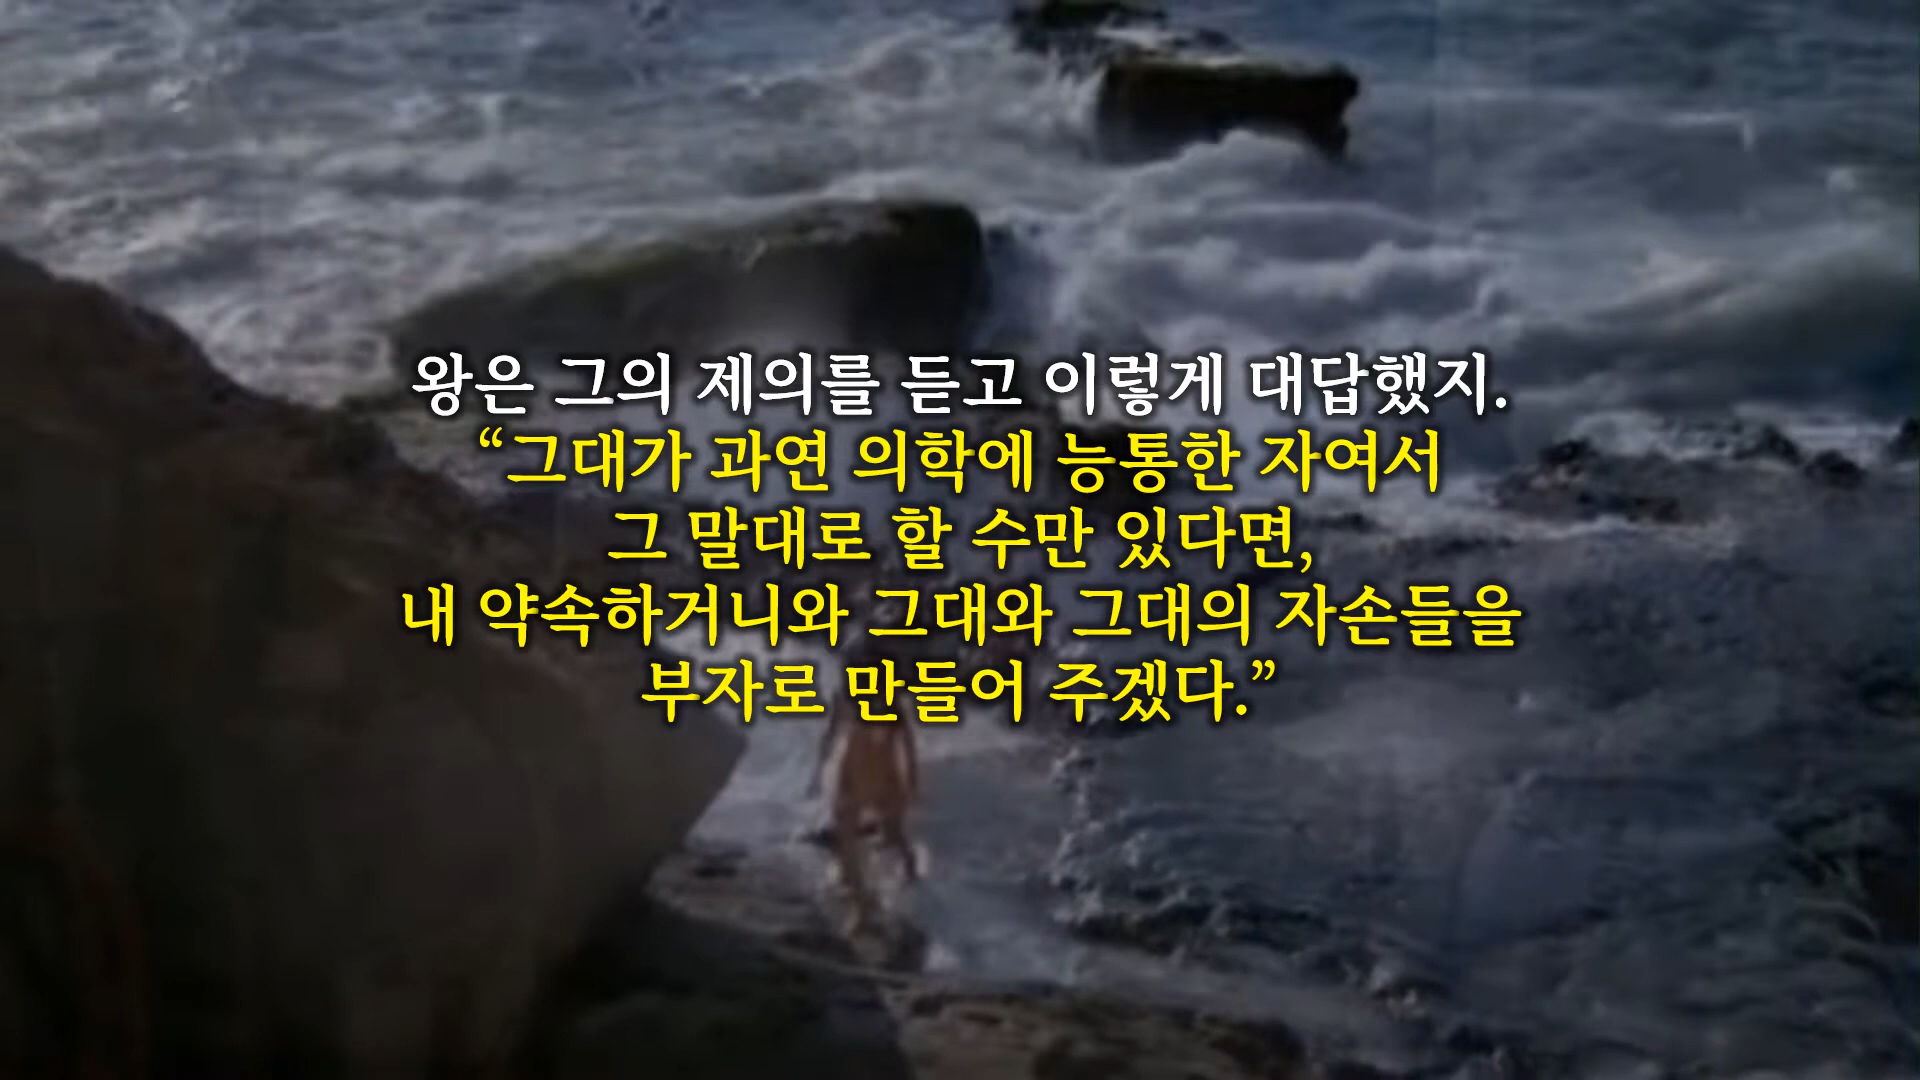 왕은 그의 제의를 듣고 이렇게 대답했지.
“그대가 과연 의학에 능통한 자여서
그 말대로 할 수만 있다면,
내 약속하거니와 그대와 그대의 자손들을
부자로 만들어 주겠다.”